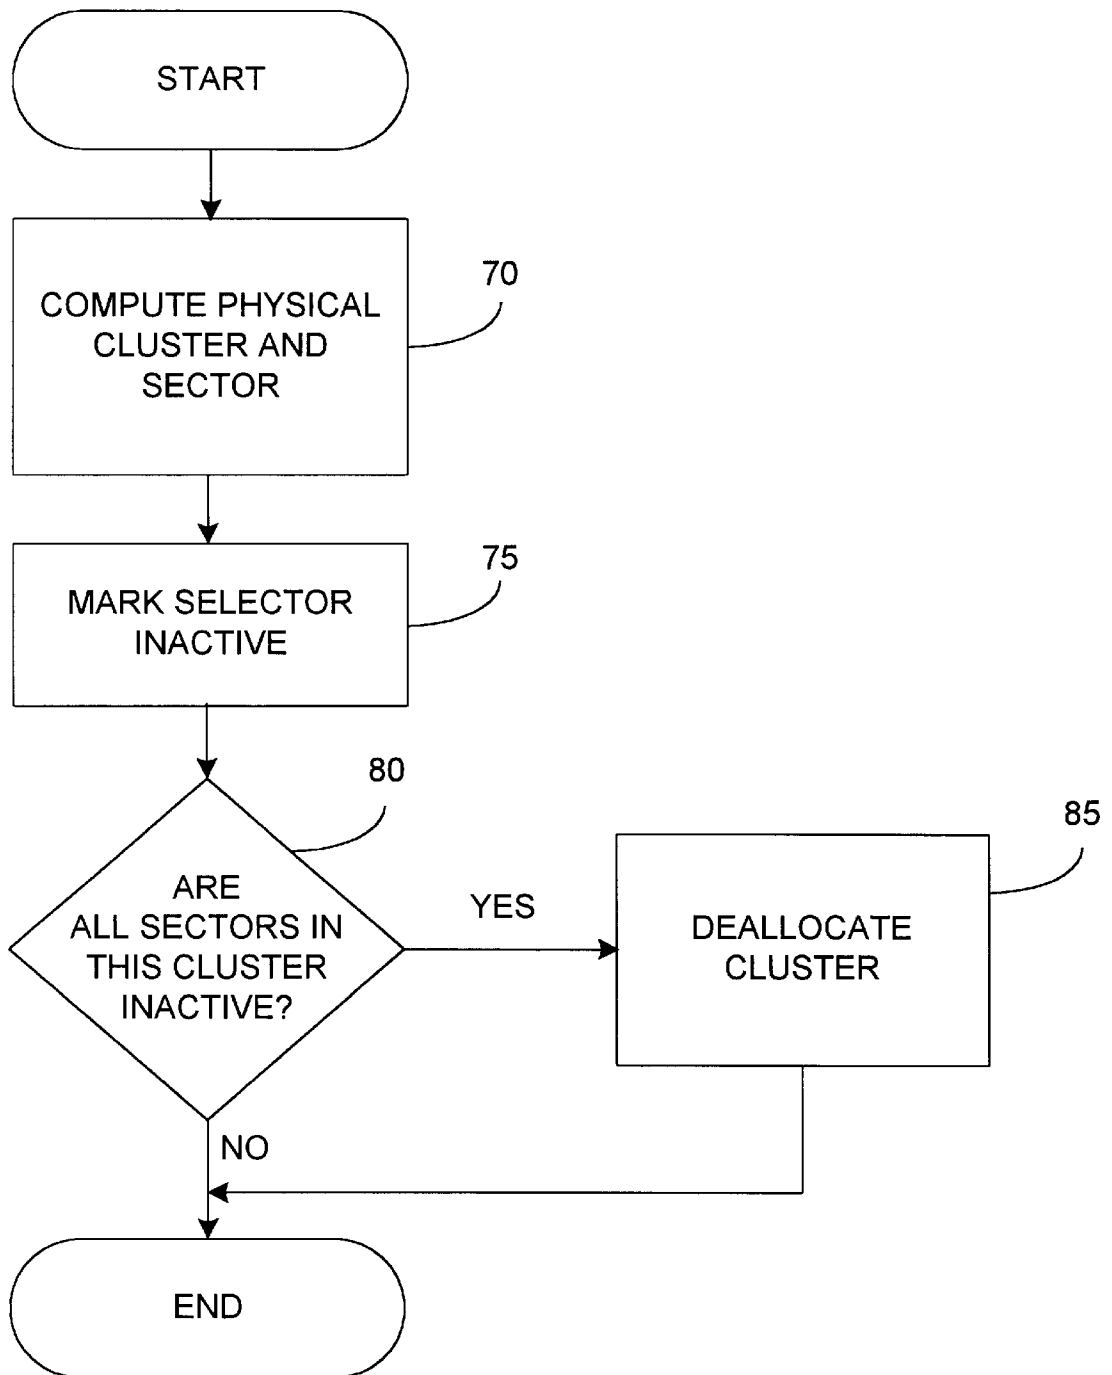 START
70
COMPUTE PHYSICAL
CLUSTER AND
SECTOR
75
MARK SELECTOR
INACTIVE
80
ARE
ALL SECTORS IN
THIS CLUSTER
INACTIVE?
YES
85
DEALLOCATE
CLUSTER
NO
END